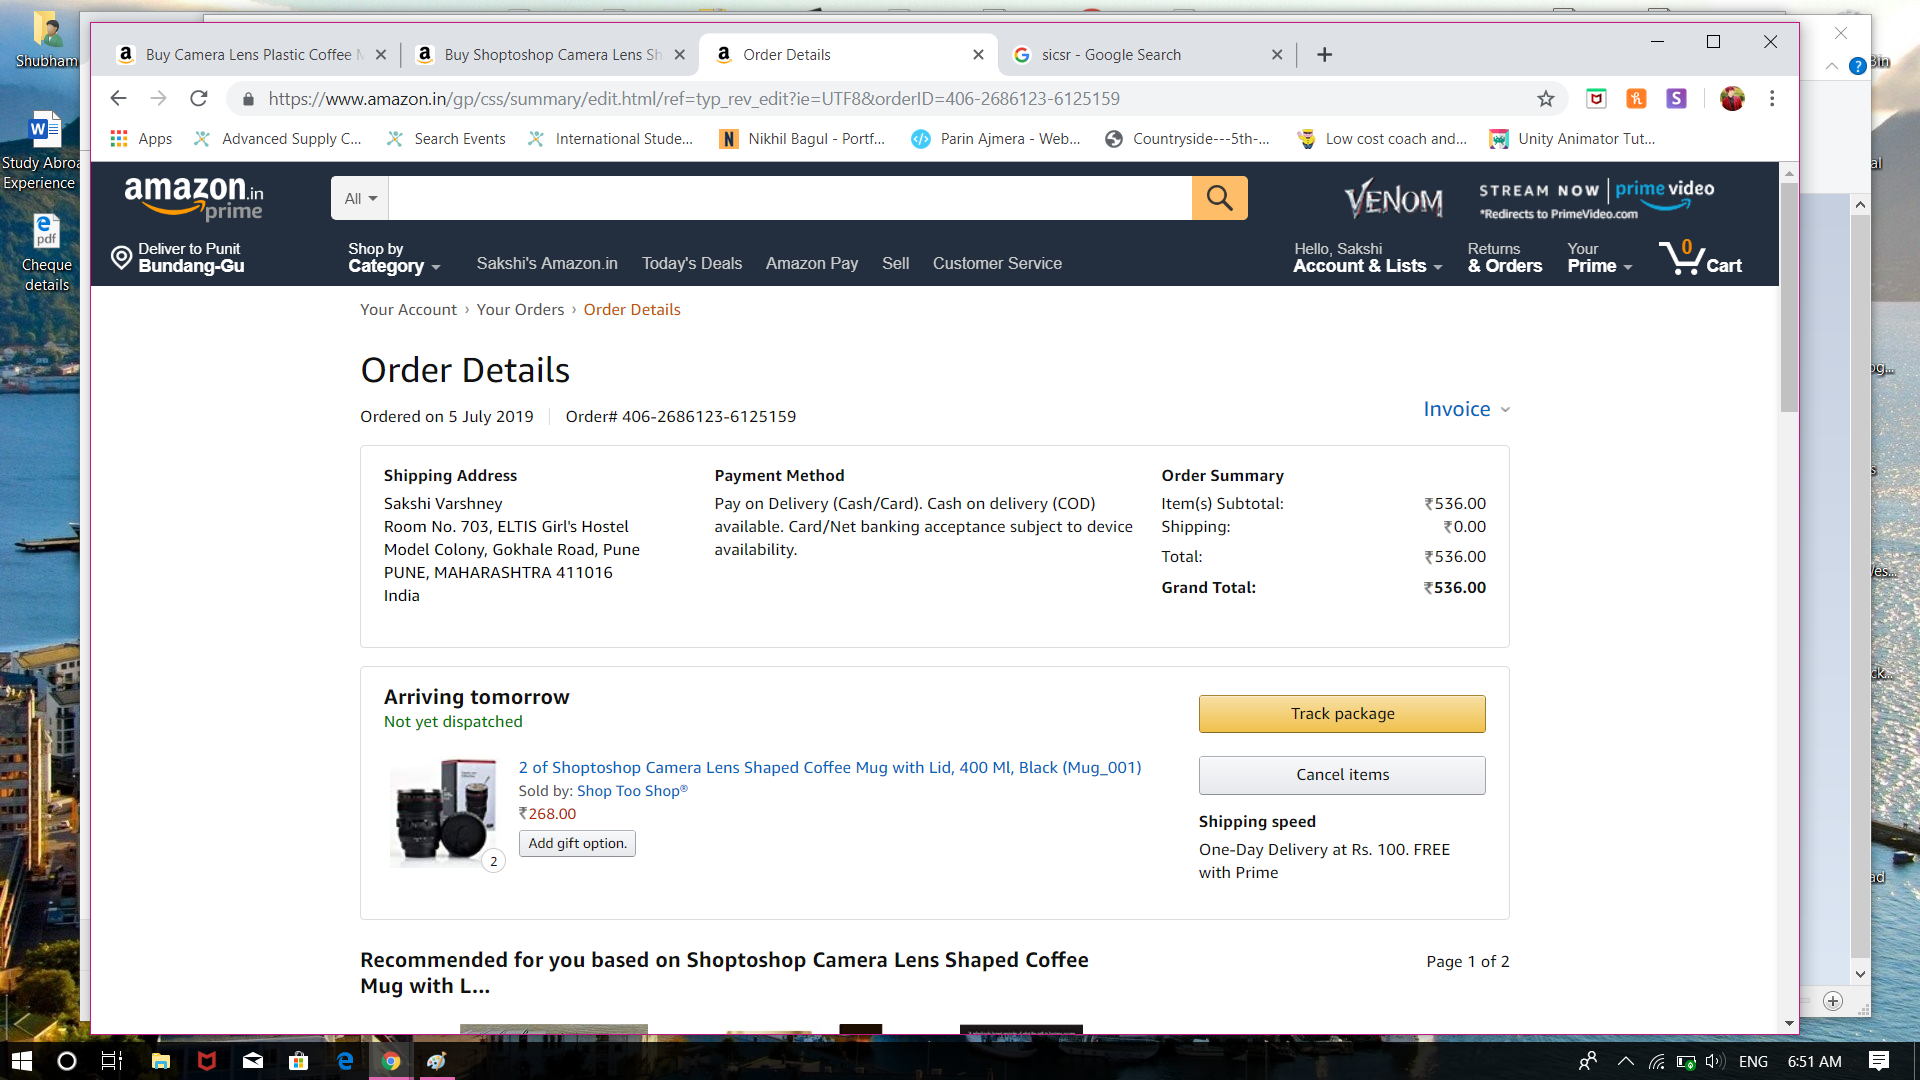 Shubham
Study Abroa
Experience
Cheque
details
Buy Camera Lens Plastic Coffee M
Buy Shoptoshop Camera Lens Sh
Order Details
sicsr - Google Search
https://www.amazon.in/gp/css/summary/edit.html/ref=typ_rev_edit?ie=UTF8&orderID=406-2686123-6125159
Apps
Advanced Supply C...
Search Events
International Stude...
Nikhil Bagul - Portf...
Parin Ajmera - Web...
Countryside---5th-...
Low cost coach and...
Unity Animator Tut...
amazon.in
prime
All
VENOM
STREAM NOW | prime video
*Redirects to PrimeVideo.com
Deliver to Punit
Bundang-Gu
Shop by
Category
Sakshi's Amazon.in
Today's Deals
Amazon Pay
Sell
Customer Service
Hello, Sakshi
Account & Lists
Returns
& Orders
Your
Prime
0
Cart
Your Account › Your Orders › Order Details
Order Details
Ordered on 5 July 2019
Order# 406-2686123-6125159
Invoice
Shipping Address
Sakshi Varshney
Room No. 703, ELTIS Girl's Hostel
Model Colony, Gokhale Road, Pune
PUNE, MAHARASHTRA 411016
India
Payment Method
Pay on Delivery (Cash/Card). Cash on delivery (COD)
available. Card/Net banking acceptance subject to device
availability.
Order Summary
Item(s) Subtotal: ₹536.00
Shipping: ₹0.00
Total: ₹536.00
Grand Total: ₹536.00
Arriving tomorrow
Not yet dispatched
2 of Shoptoshop Camera Lens Shaped Coffee Mug with Lid, 400 Ml, Black (Mug_001)
Sold by: Shop Too Shop®
₹268.00
Add gift option.
2
Track package
Cancel items
Shipping speed
One-Day Delivery at Rs. 100. FREE
with Prime
Recommended for you based on Shoptoshop Camera Lens Shaped Coffee
Mug with L...
Page 1 of 2
ENG
6:51 AM